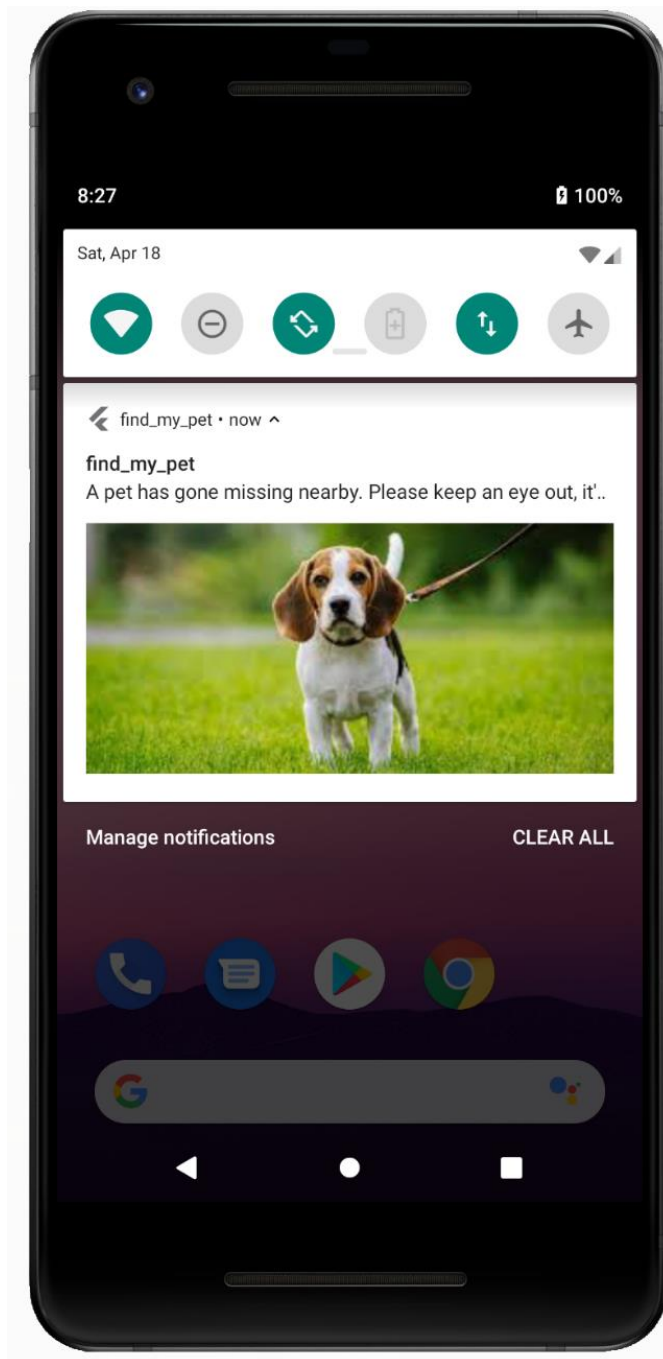 8:27 100%
Sat, Apr 18
find_my_pet • now
find_my_pet
A pet has gone missing nearby. Please keep an eye out, it'..
Manage notifications CLEAR ALL
G